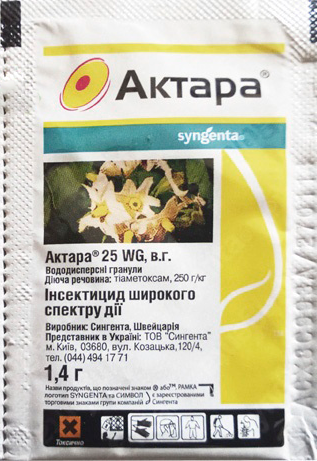 Актара®
syngenta
Актара® 25 WG, в.г.
Вододисперсні гранули
Діюча речовина: тіаметоксам, 250 г/кг
Інсектицид широкого
спектру дії
Виробник: Сингента, Швейцарія
Представник в Україні: ТОВ "Сингента"
м. Київ, 03680, вул. Козацька,120/4,
тел.(044) 494 17 71
1,4 г
Назви продуктів, що позначені знаком ® або™, РАМКА
логотип SYNGENTA та СИМВОЛ є зареєстрованими
торговими знаками групи компаній Сингента
Токсично